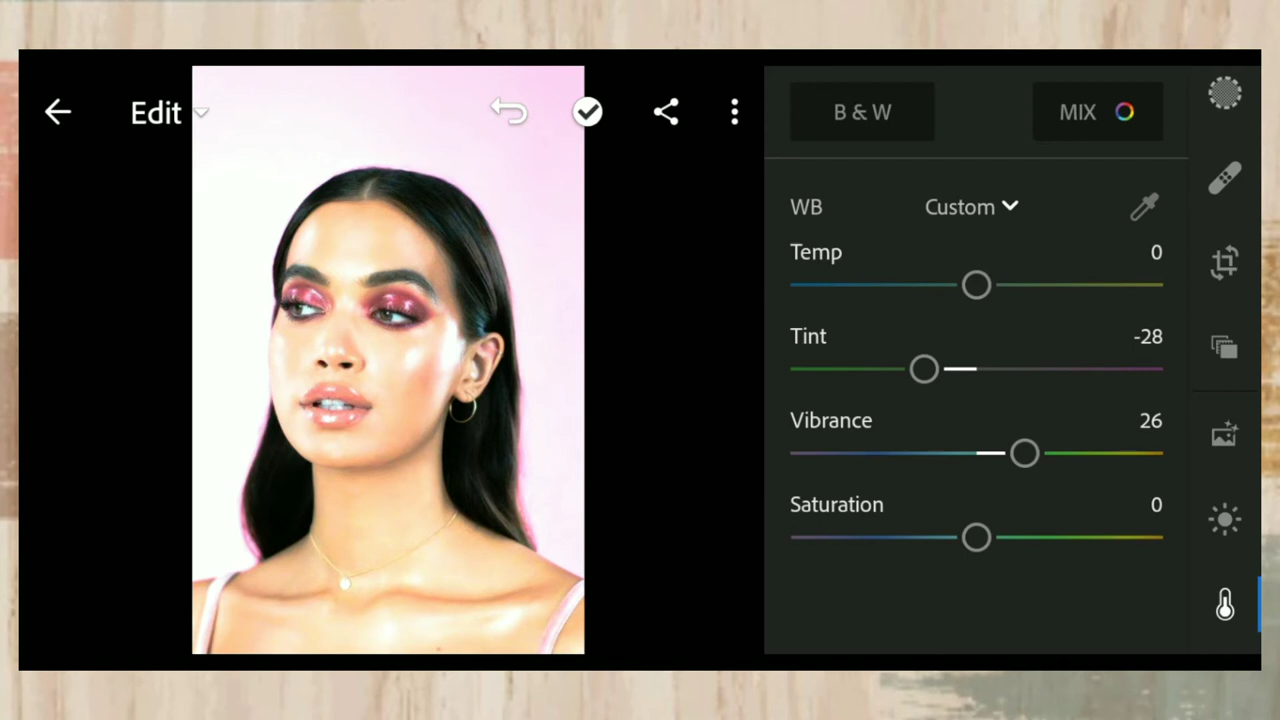 Edit
B & W
MIX
WB
Custom
Temp
0
Tint
-28
Vibrance
26
Saturation
0